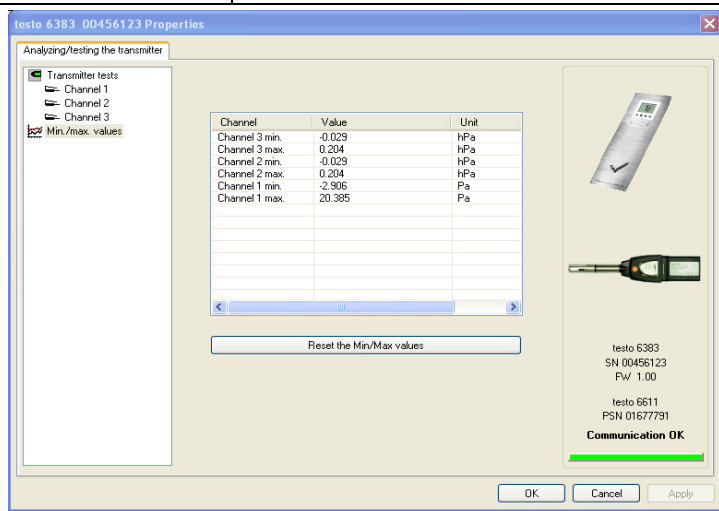 testo 6383 00456123 Properties
Analyzing/testing the transmitter
Transmitter tests
Channel 1
Channel 2
Channel 3
Min./max. values
Channel Value Unit
Channel 3 min. -0.029 hPa
Channel 3 max. 0.204 hPa
Channel 2 min. -0.029 hPa
Channel 2 max. 0.204 hPa
Channel 1 min. -2.906 Pa
Channel 1 max. 20.385 Pa
Reset the Min/Max values
testo 6383
SN 00456123
FW 1.00
testo 6611
PSN 01677791
Communication OK
OK Cancel Apply